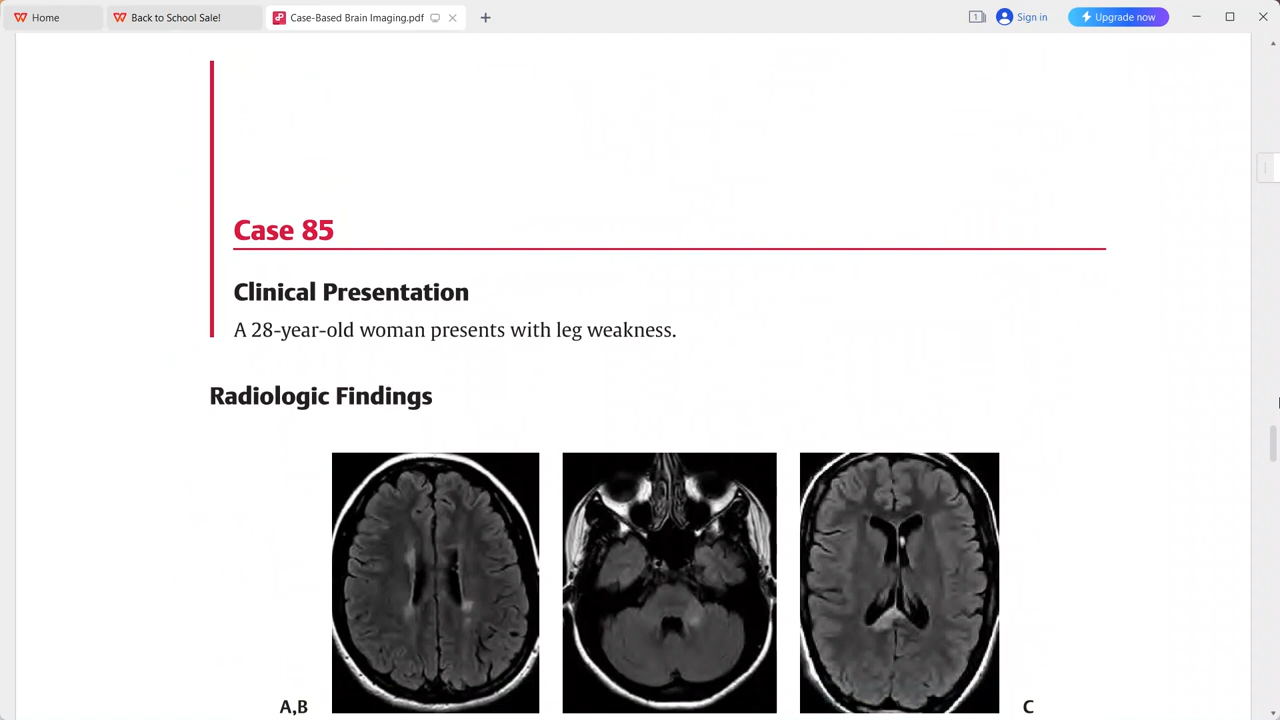 Home
Back to School Sale!
Case-Based Brain Imaging.pdf
1
Sign in
Upgrade now
Case 85
Clinical Presentation
A 28-year-old woman presents with leg weakness.
Radiologic Findings
A,B
C